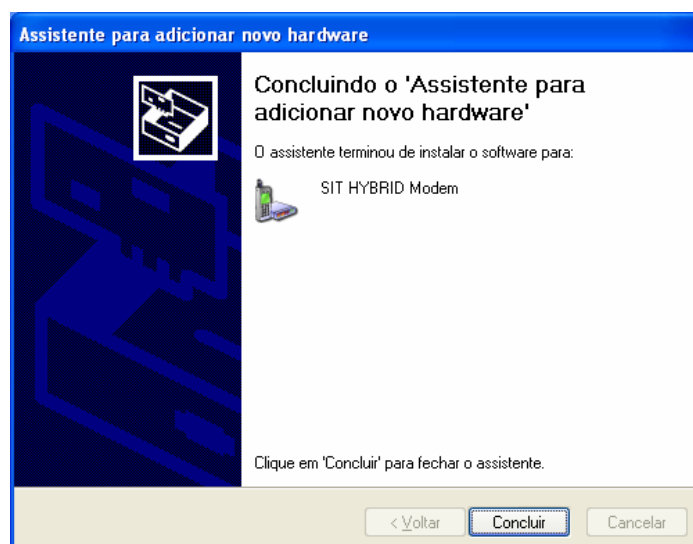 Assistente para adicionar novo hardware
Concluindo o 'Assistente para
adicionar novo hardware'
O assistente terminou de instalar o software para:
SIT HYBRID Modem
Clique em 'Concluir' para fechar o assistente.
< Voltar
Concluir
Cancelar